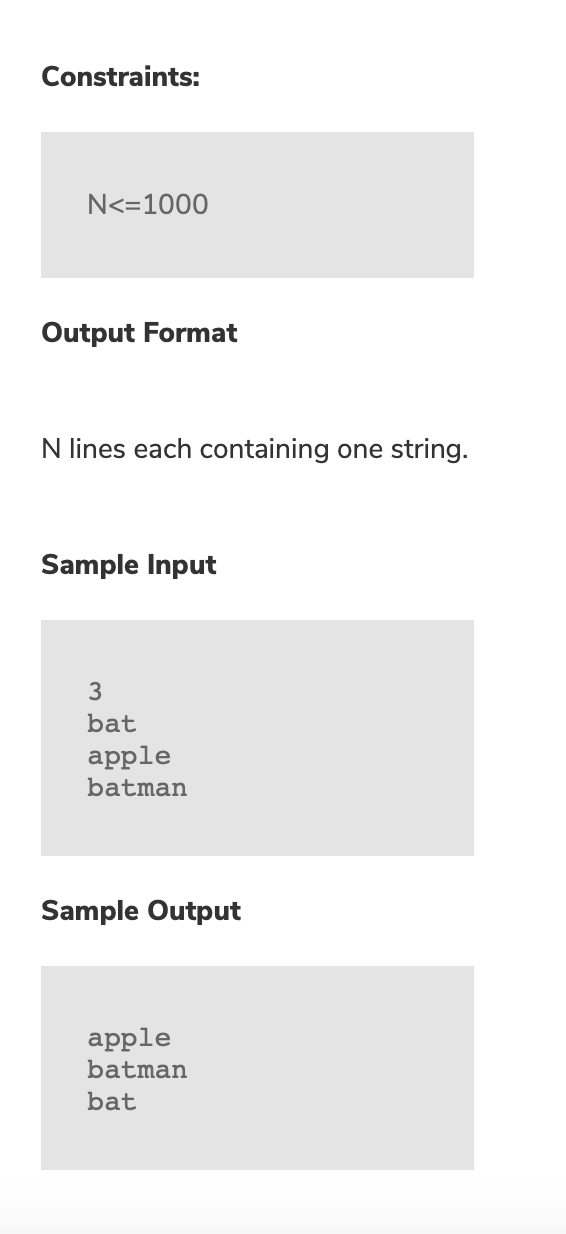 Constraints:
N<=1000
Output Format
N lines each containing one string.
Sample Input
3
bat
apple
batman
Sample Output
apple
batman
bat